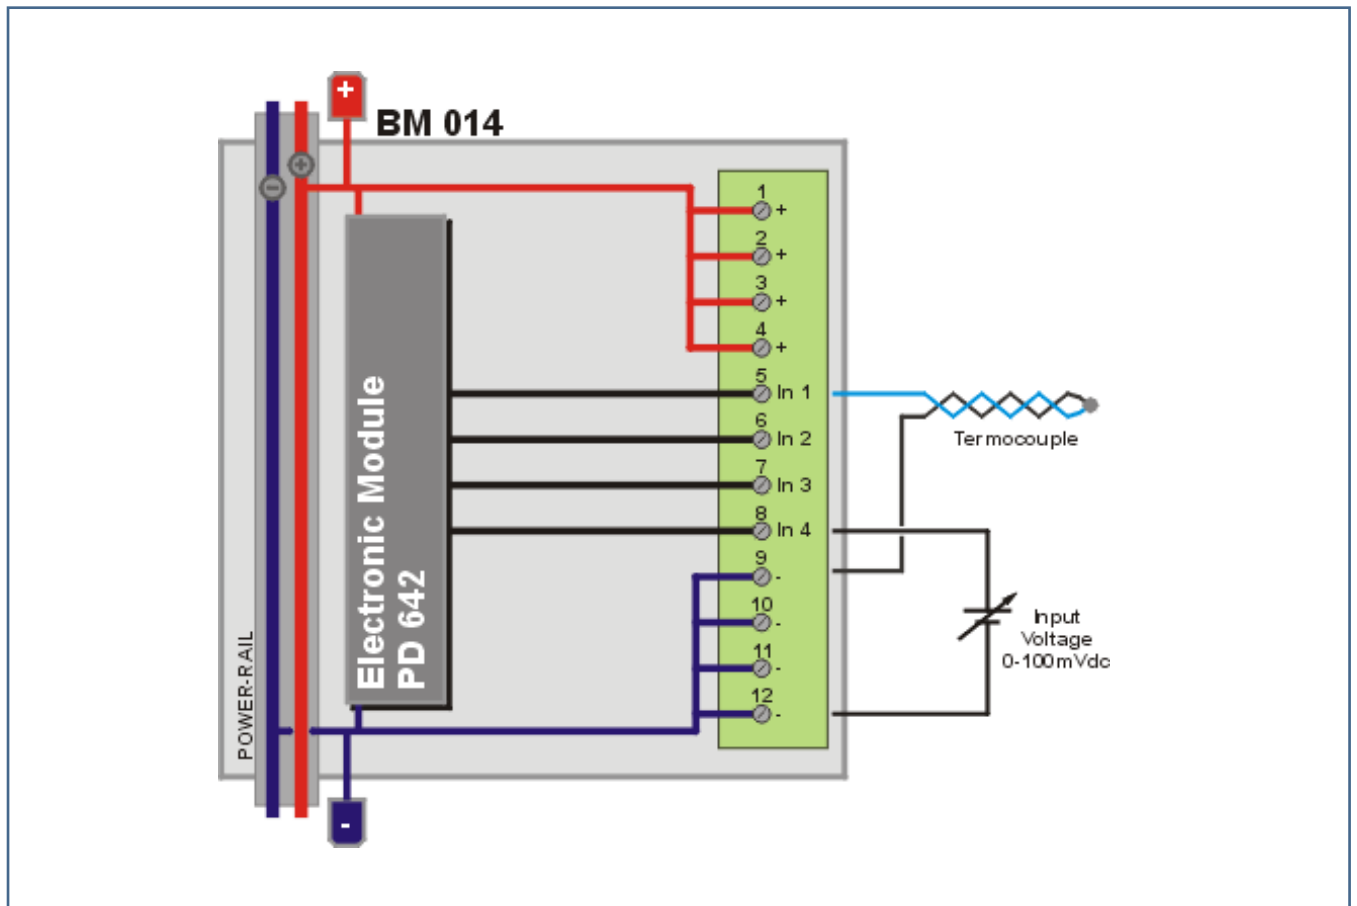 +
BM 014
+
-
1
+
2
+
3
+
4
+
5
In 1
6
In 2
7
In 3
8
In 4
9
-
10
-
11
-
12
-
Electronic Module
PD 642
POWER-RAIL
Termocouple
Input
Voltage
0-100mVdc
-